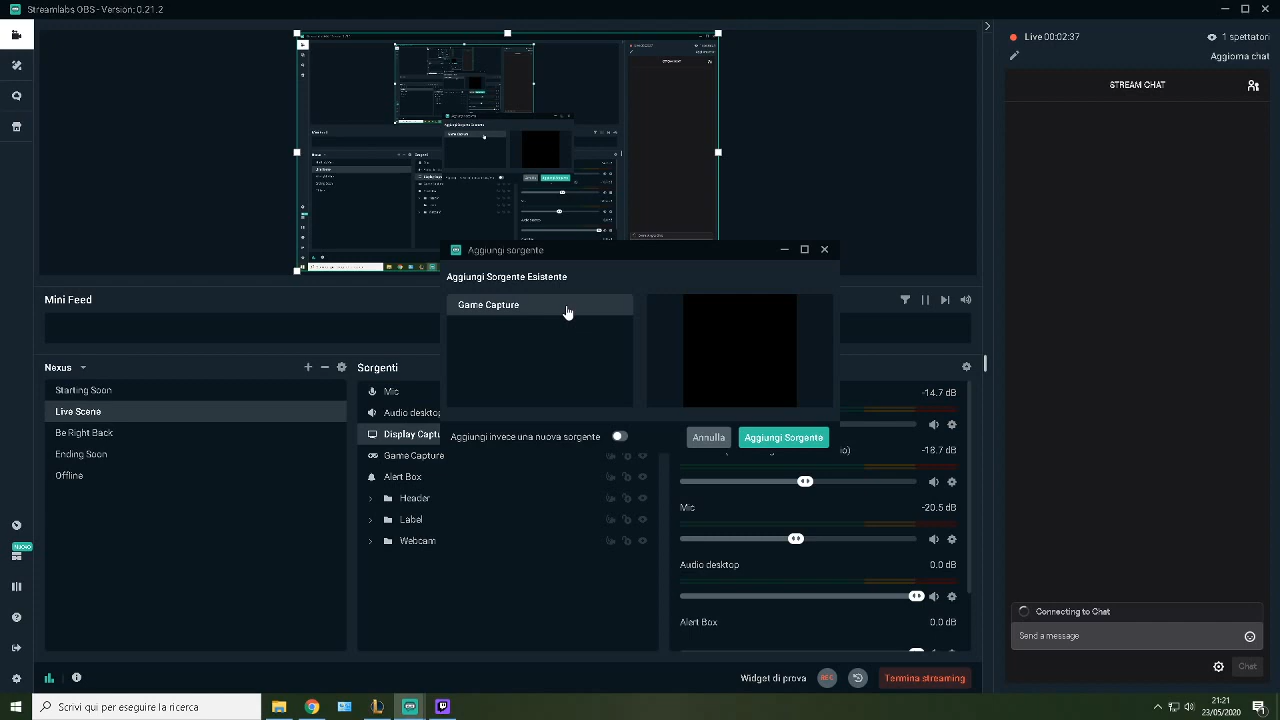 Streamlabs OBS - Version: 0.21.2
Live 00:02:37
1 spettatori
Aggiorna chat
STREAM CHAT
Aggiungi sorgente
Aggiungi Sorgente Esistente
Game Capture
Aggiungi invece una nuova sorgente
Annulla
Aggiungi Sorgente
Mini Feed
Nexus
Starting Soon
Live Scene
Be Right Back
Ending Soon
Offline
Sorgenti
Mic
Audio desktop
Display Captu
Game Capture
Alert Box
Header
Label
Webcam
-14.7 dB
io)
-18.7 dB
Mic
-20.5 dB
Audio desktop
0.0 dB
Alert Box
0.0 dB
Connecting to Chat
Send a message
Chat
NUOVO
Widget di prova
REC
Termina streaming
Scrivi qui per eseguire la ricerca
21:21
23/05/2020